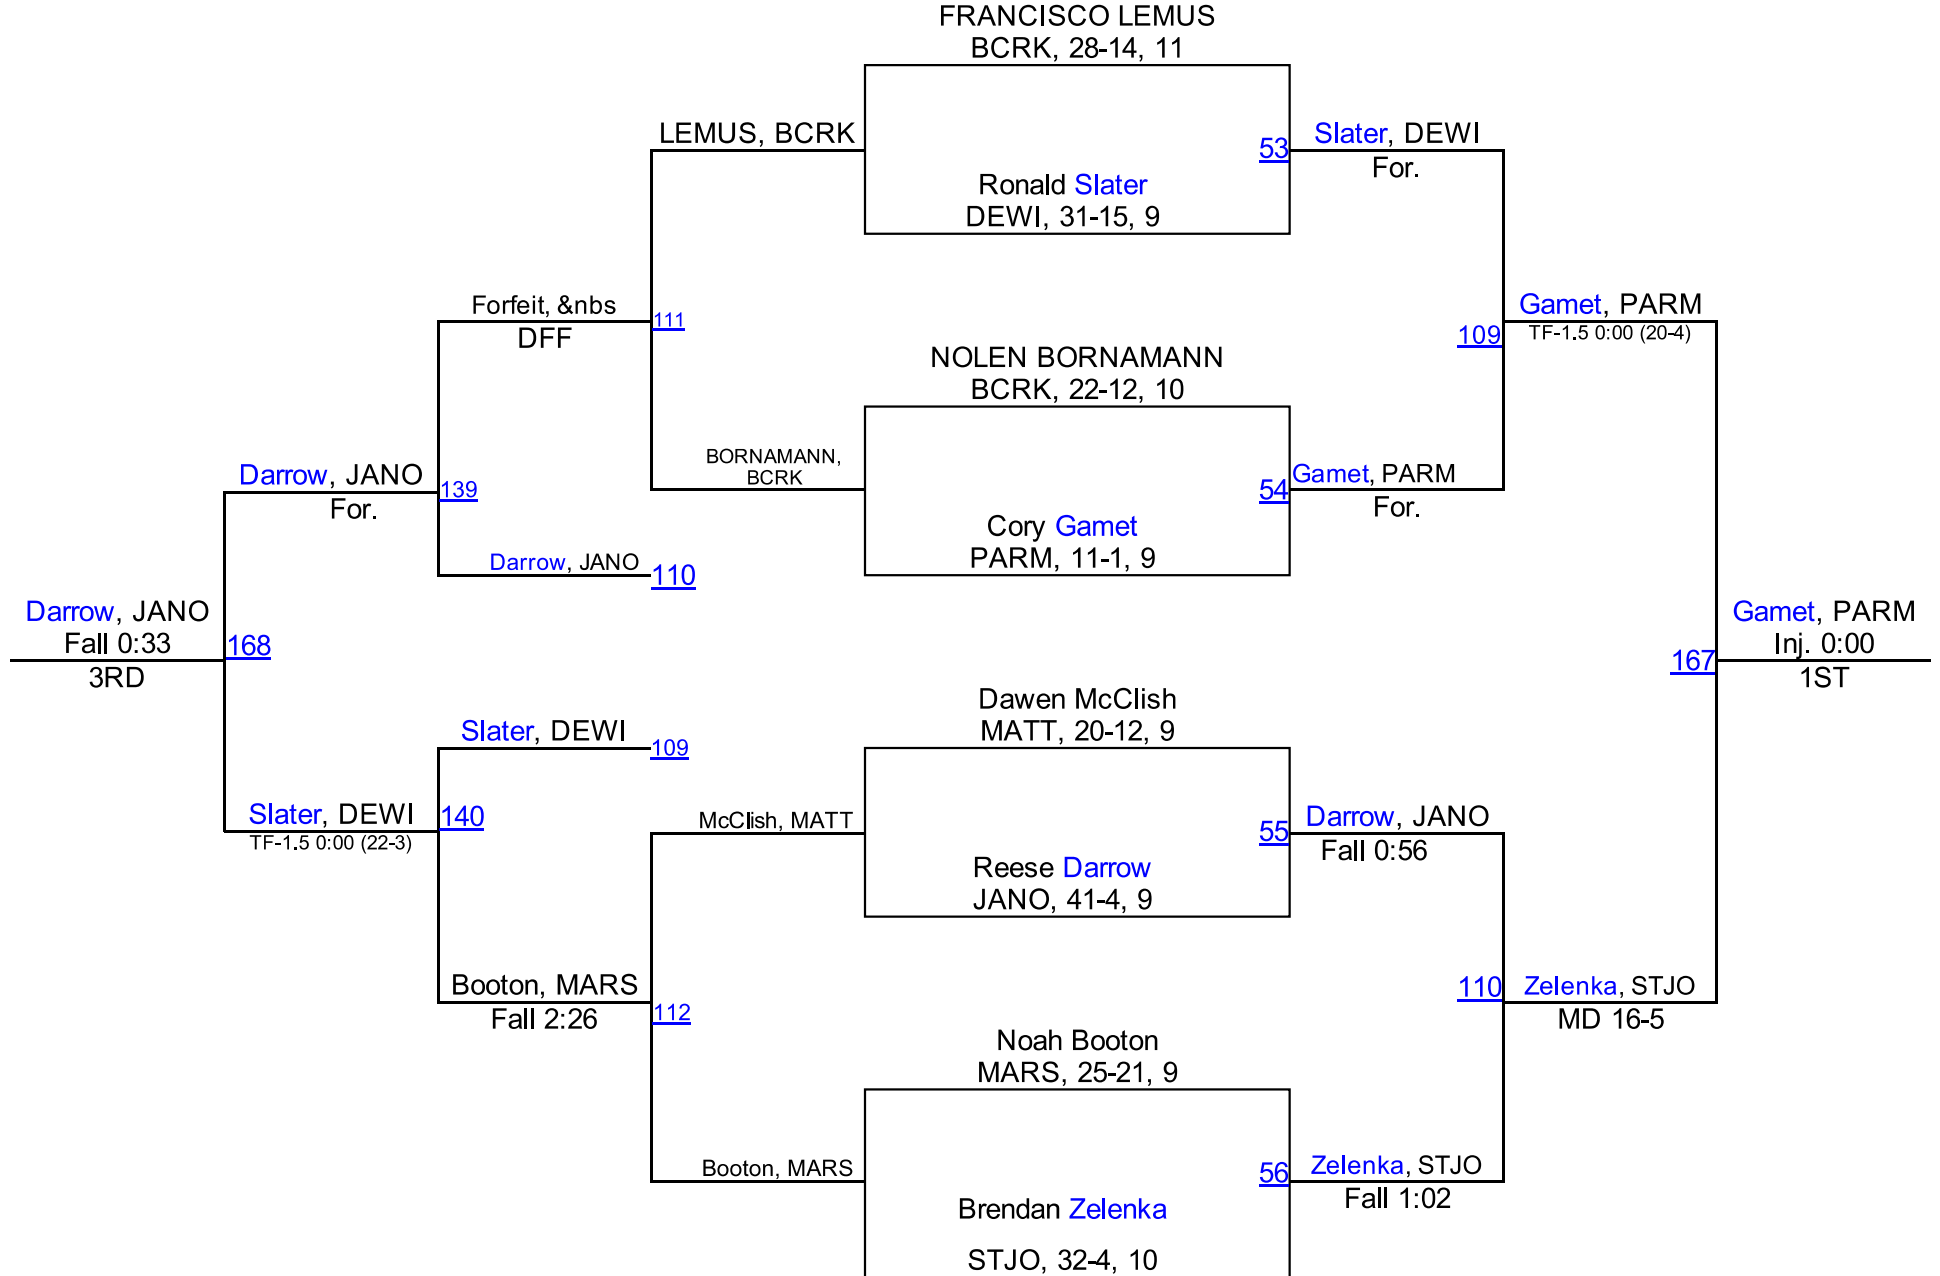 FRANCISCO LEMUS
BCRK, 28-14, 11
LEMUS, BCRK
53
Slater, DEWI
For.
Ronald Slater
DEWI, 31-15, 9
Forfeit, &nbs
DFF
111
Gamet, PARM
TF-1.5 0:00 (20-4)
109
NOLEN BORNAMANN
BCRK, 22-12, 10
BORNAMANN,
BCRK
54
Gamet, PARM
For.
Darrow, JANO
For.
139
Cory Gamet
PARM, 11-1, 9
Darrow, JANO
110
Darrow, JANO
Fall 0:33
3RD
168
Gamet, PARM
Inj. 0:00
1ST
167
Dawen McClish
MATT, 20-12, 9
Slater, DEWI
109
Slater, DEWI
TF-1.5 0:00 (22-3)
140
McClish, MATT
55
Darrow, JANO
Fall 0:56
Reese Darrow
JANO, 41-4, 9
Booton, MARS
Fall 2:26
112
110
Zelenka, STJO
MD 16-5
Noah Booton
MARS, 25-21, 9
Booton, MARS
56
Zelenka, STJO
Fall 1:02
Brendan Zelenka
STJO, 32-4, 10